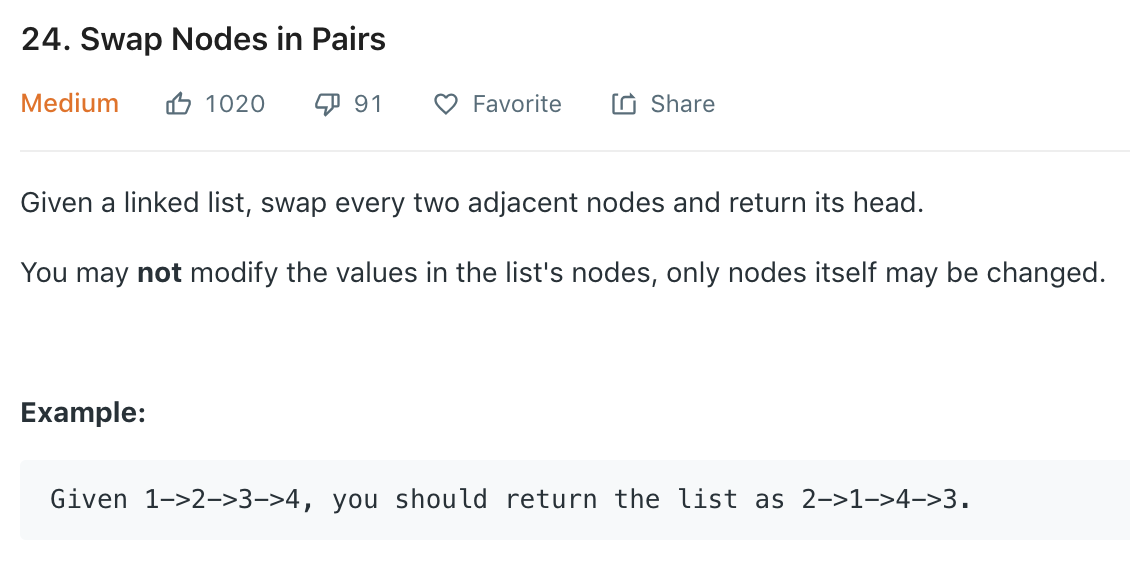 24. Swap Nodes in Pairs
Medium 1020 91 Favorite Share
Given a linked list, swap every two adjacent nodes and return its head.
You may not modify the values in the list's nodes, only nodes itself may be changed.
Example:
Given 1->2->3->4, you should return the list as 2->1->4->3.